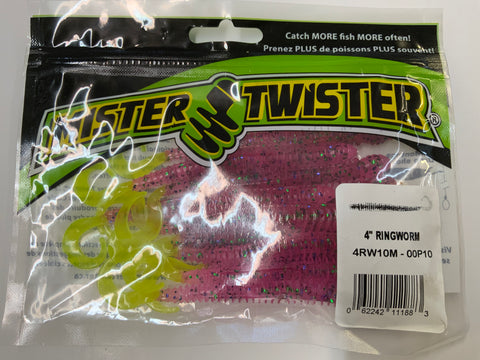 Catch MORE fish MORE often!
Prenez PLUS de poissons PLUS souvent!
MISTER TWISTER®
4" RINGWORM
4RW10M - 00P10
0 62242 11188 3